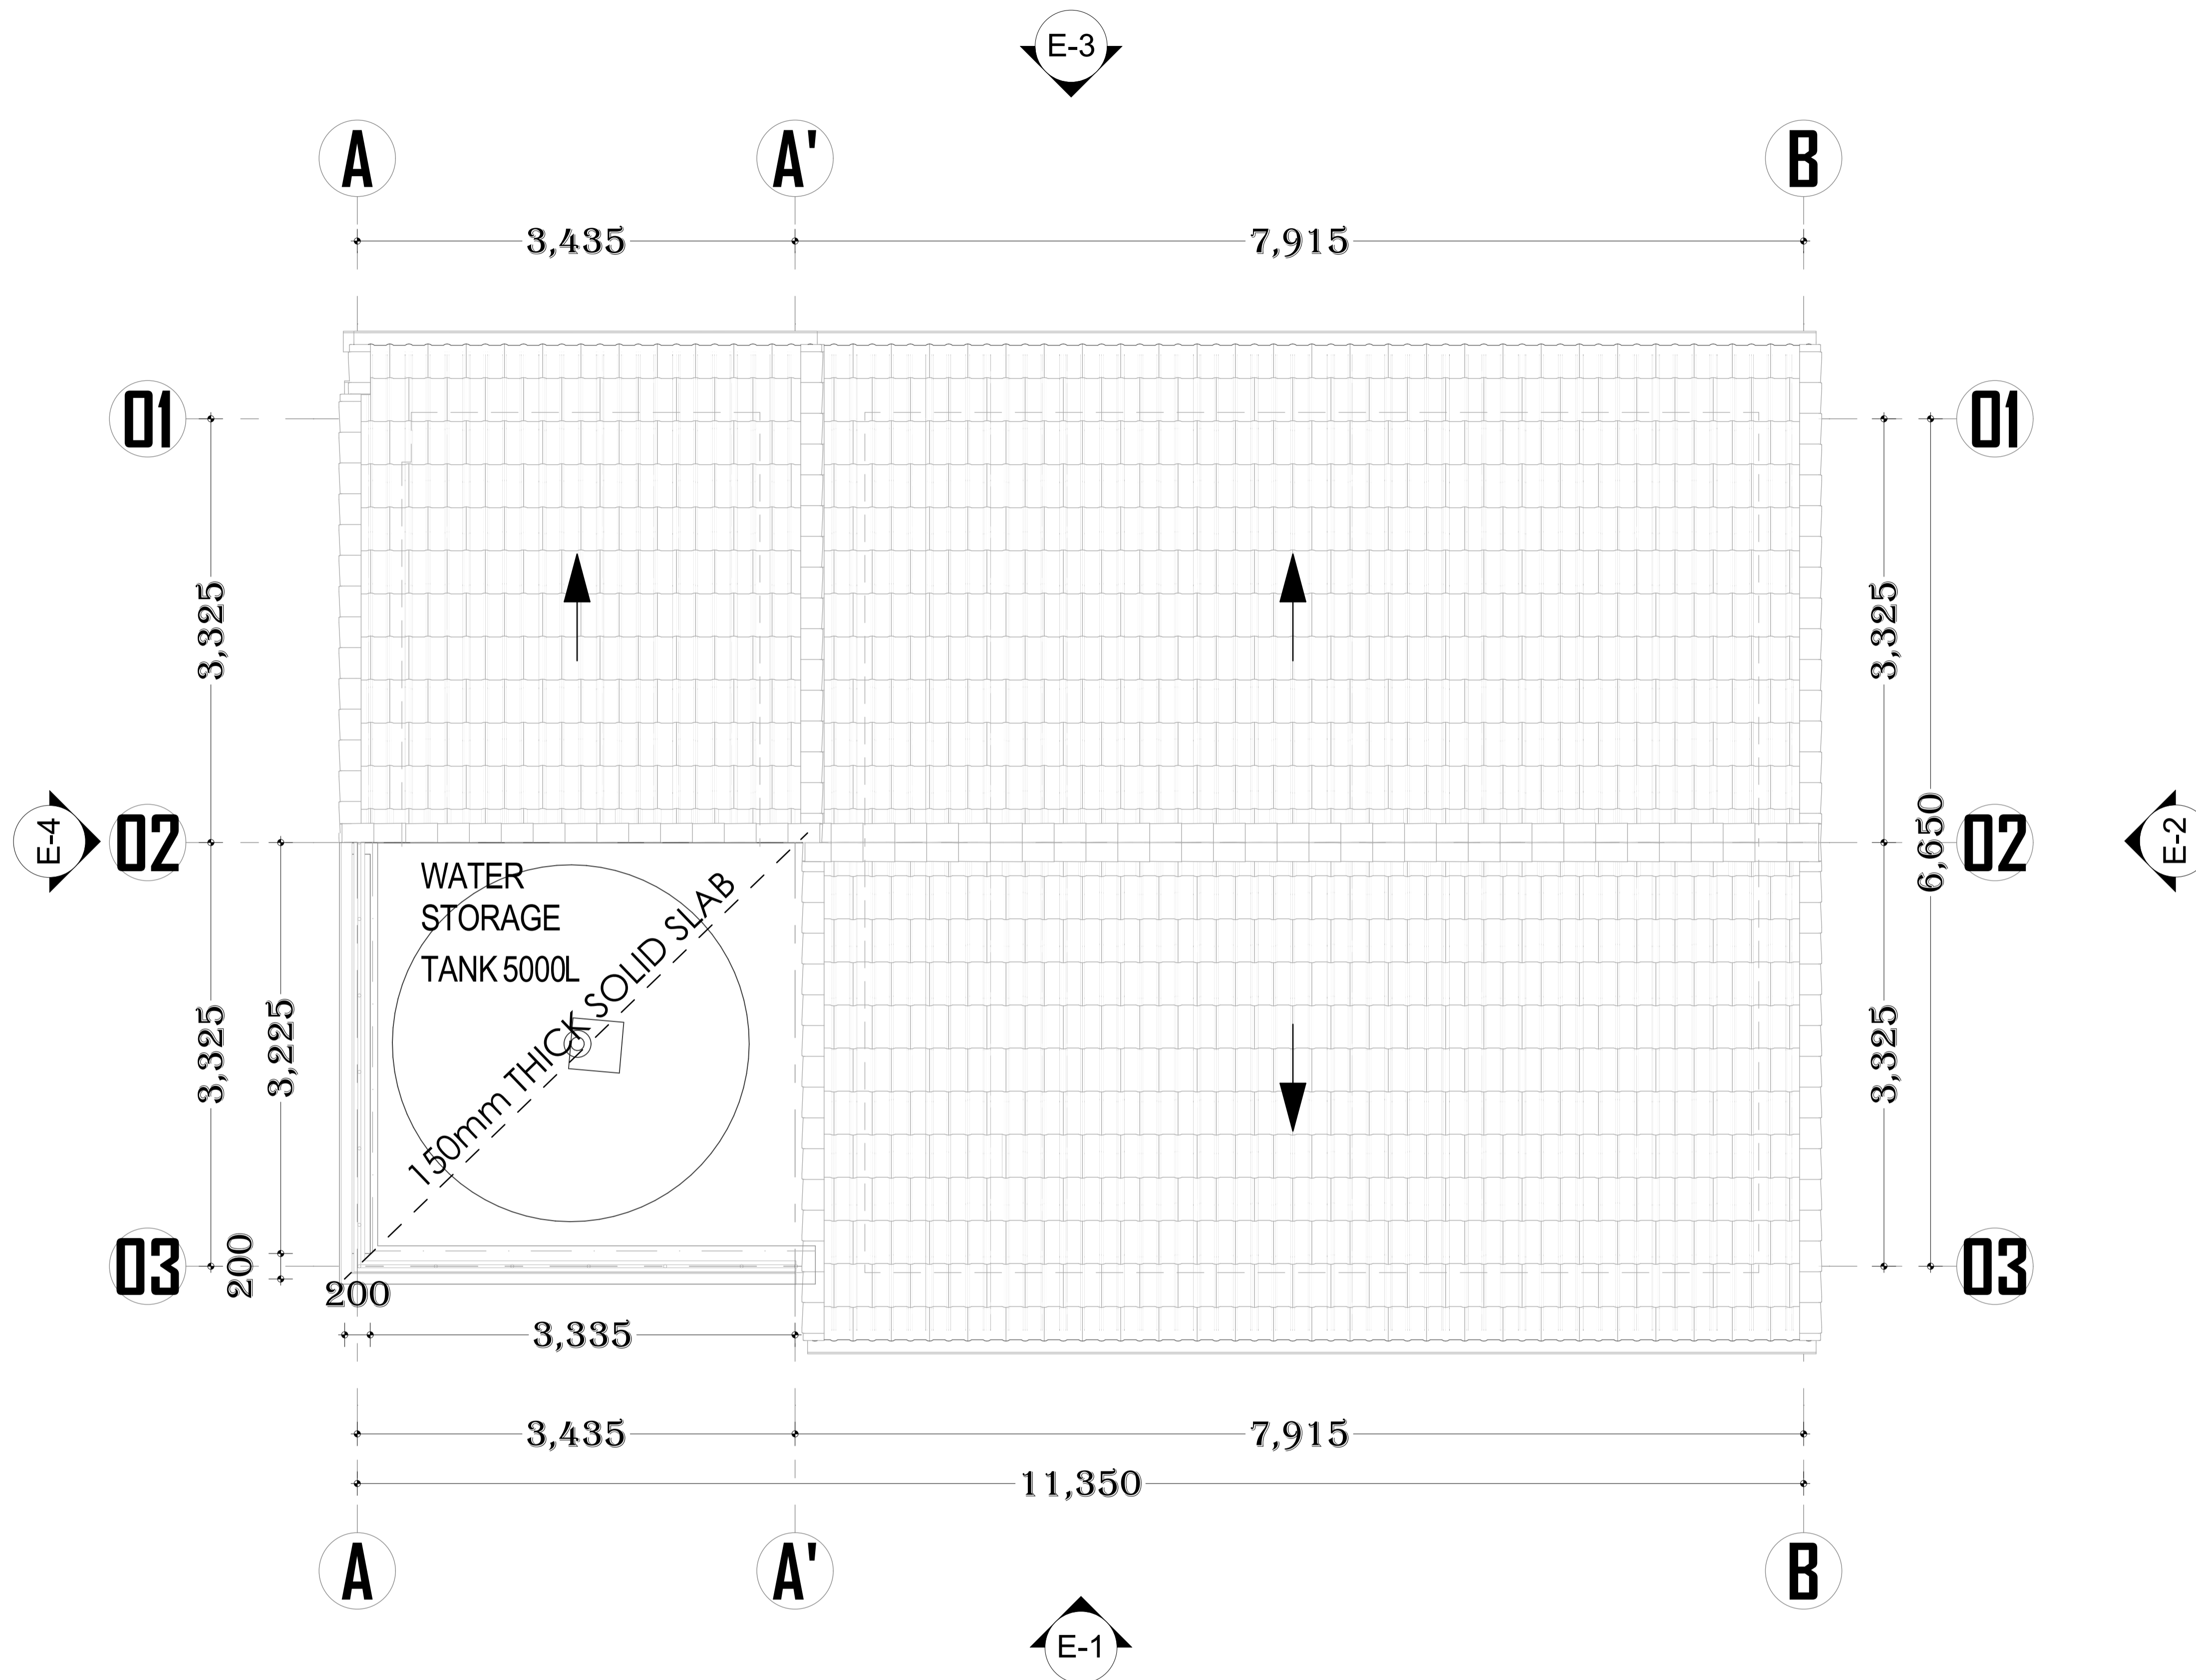 E-3
A A' B
3,435 7,915
01 01
3,325 3,325
E-4 02 02 E-2
6,650
WATER
STORAGE
TANK 5000L
150mm THICK SOLID SLAB
3,325 3,225 3,325
03 200 03
200
3,335
3,435 7,915
11,350
A A' B
E-1